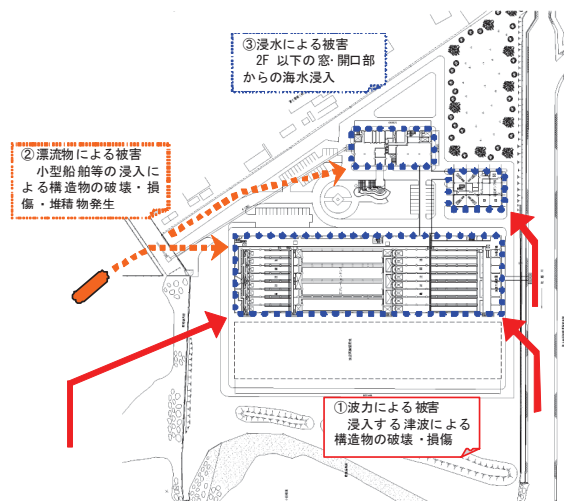 ③浸水による被害
2F 以下の窓・開口部
からの海水浸入
②漂流物による被害
小型船舶等の浸入に
よる構造物の破壊・損
傷・堆積物発生
①波力による被害
浸入する津波による
構造物の破壊・損傷